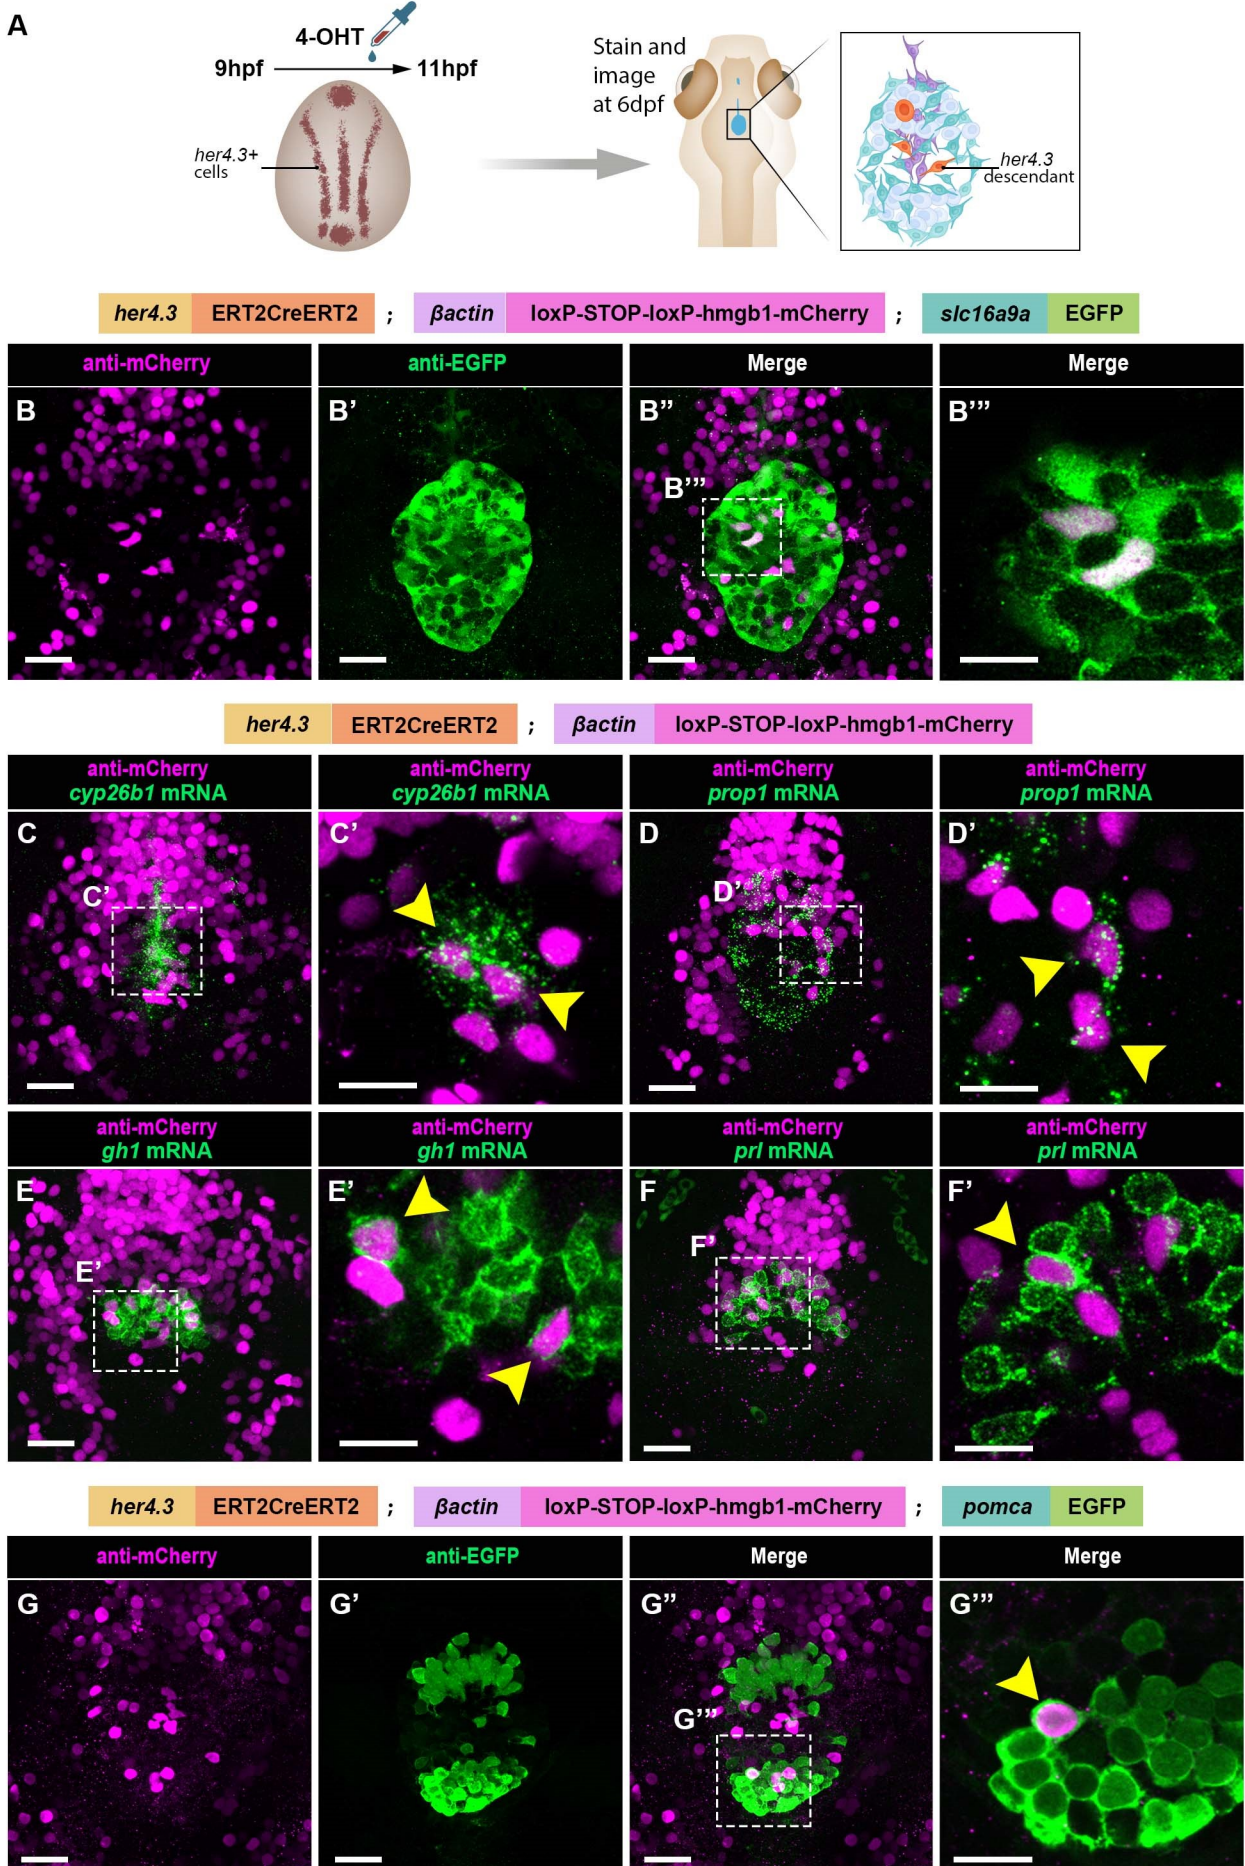 A
4-OHT
9hpf
11hpf
her4.3+
cells
Stain and
image
at 6dpf
her4.3
descendant
her4.3 ERT2CreERT2 ; βactin loxP-STOP-loxP-hmgb1-mCherry ; slc16a9a EGFP
anti-mCherry anti-EGFP Merge Merge
B B’ B” B’” B’”
her4.3 ERT2CreERT2 ; βactin loxP-STOP-loxP-hmgb1-mCherry
anti-mCherry anti-mCherry anti-mCherry anti-mCherry
cyp26b1 mRNA cyp26b1 mRNA prop1 mRNA prop1 mRNA
C C’ C’ D D’ D’
anti-mCherry anti-mCherry anti-mCherry anti-mCherry
gh1 mRNA gh1 mRNA prl mRNA prl mRNA
E E’ E’ F F’ F’
her4.3 ERT2CreERT2 ; βactin loxP-STOP-loxP-hmgb1-mCherry ; pomca EGFP
anti-mCherry anti-EGFP Merge Merge
G G’ G” G’” G’”